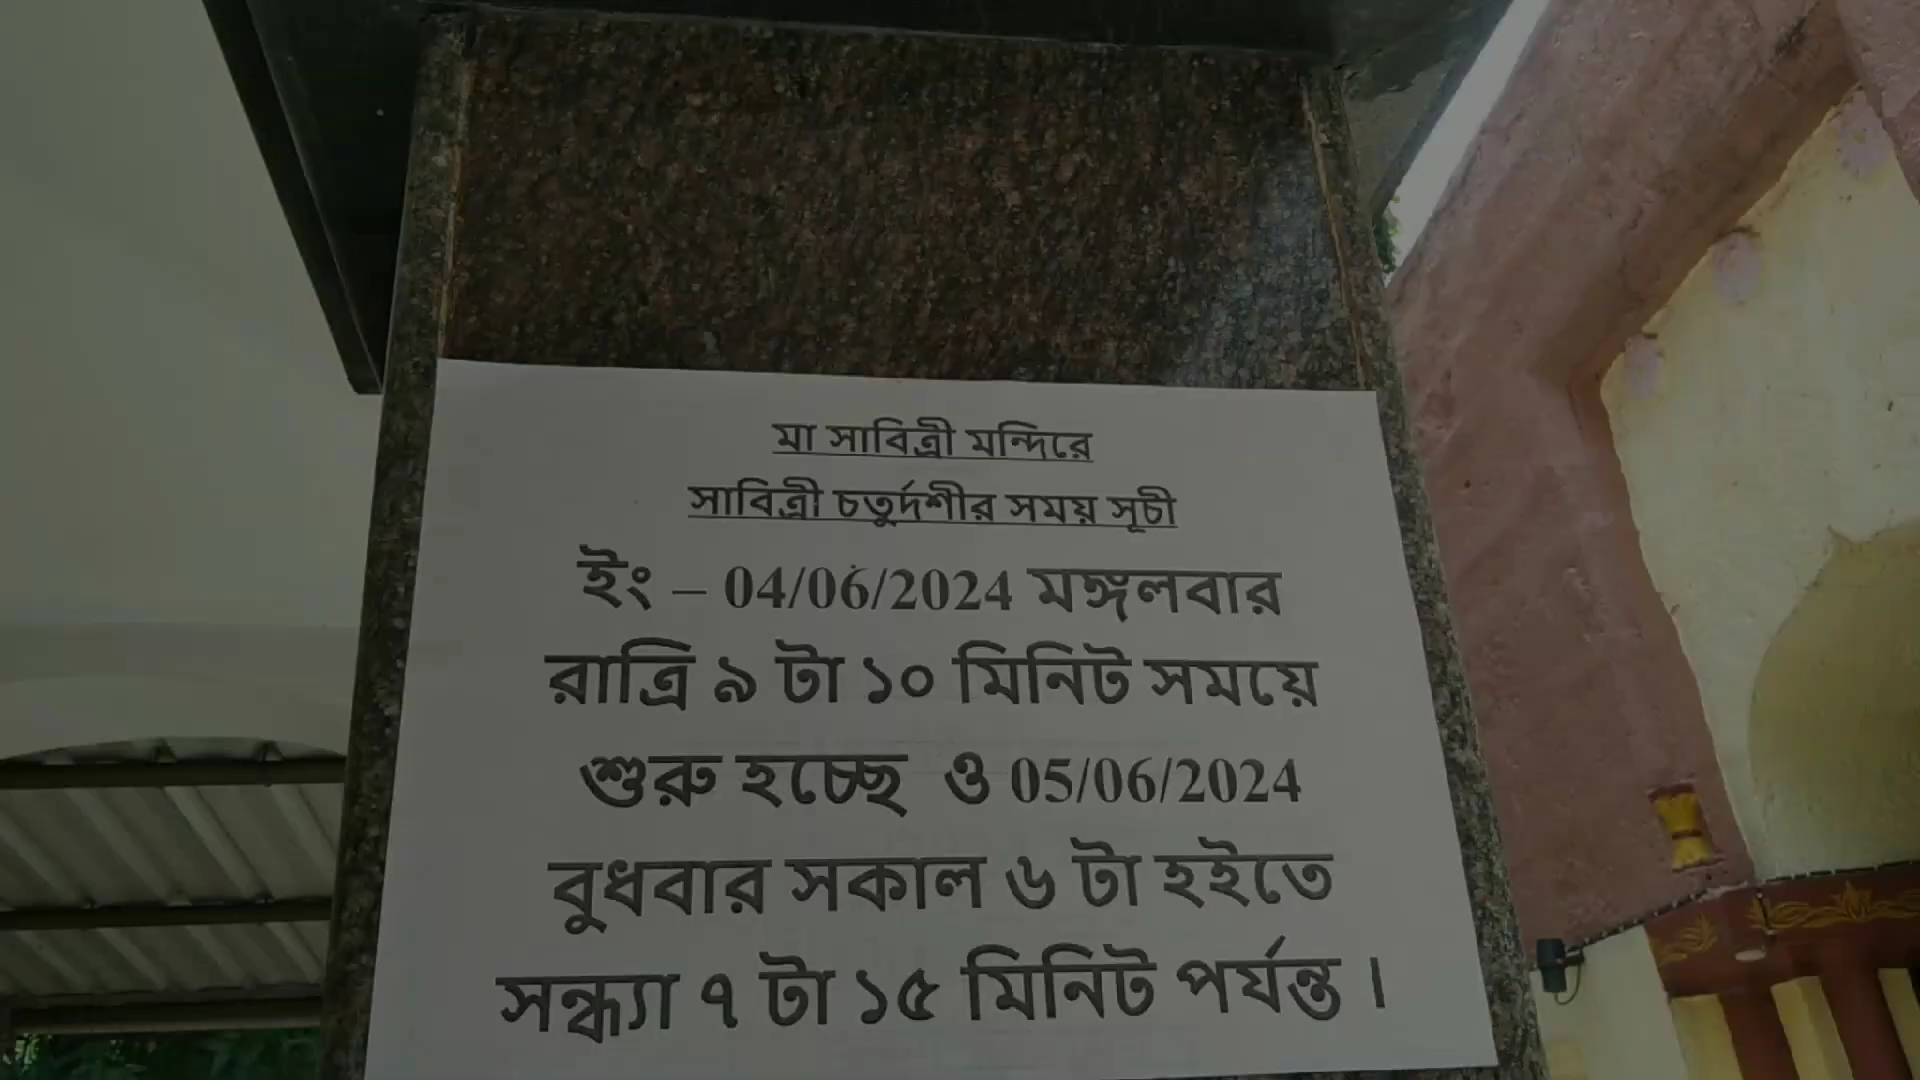 মা সাবিত্রী মন্দিরে
সাবিত্রী চতুর্দশীর সময় সূচী
ইং – 04/06/2024 মঙ্গলবার
রাত্রি ৯ টা ১০ মিনিট সময়ে
শুরু হচ্ছে ও 05/06/2024
বুধবার সকাল ৬ টা হইতে
সন্ধ্যা ৭ টা ১৫ মিনিট পর্যন্ত ।